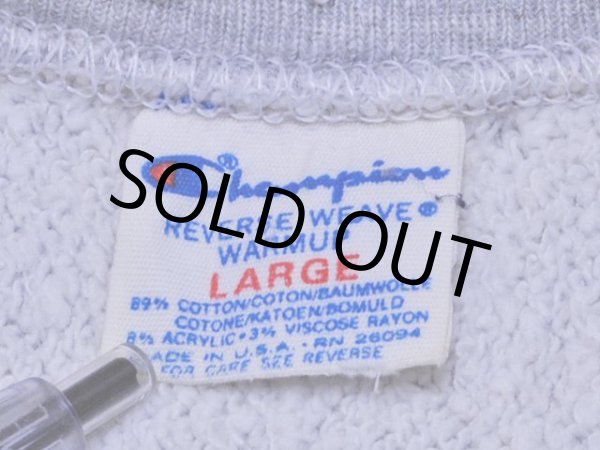 Champion®
REVERSE WEAVE®
WARMUP
LARGE
89% COTTON/COTON/BAUMWOLLE
COTONE/KATOEN/BOMULD
8% ACRYLIC • 3% VISCOSE RAYON
MADE IN U.S.A. · RN 26094
FOR CARE SEE REVERSE
SOLD OUT